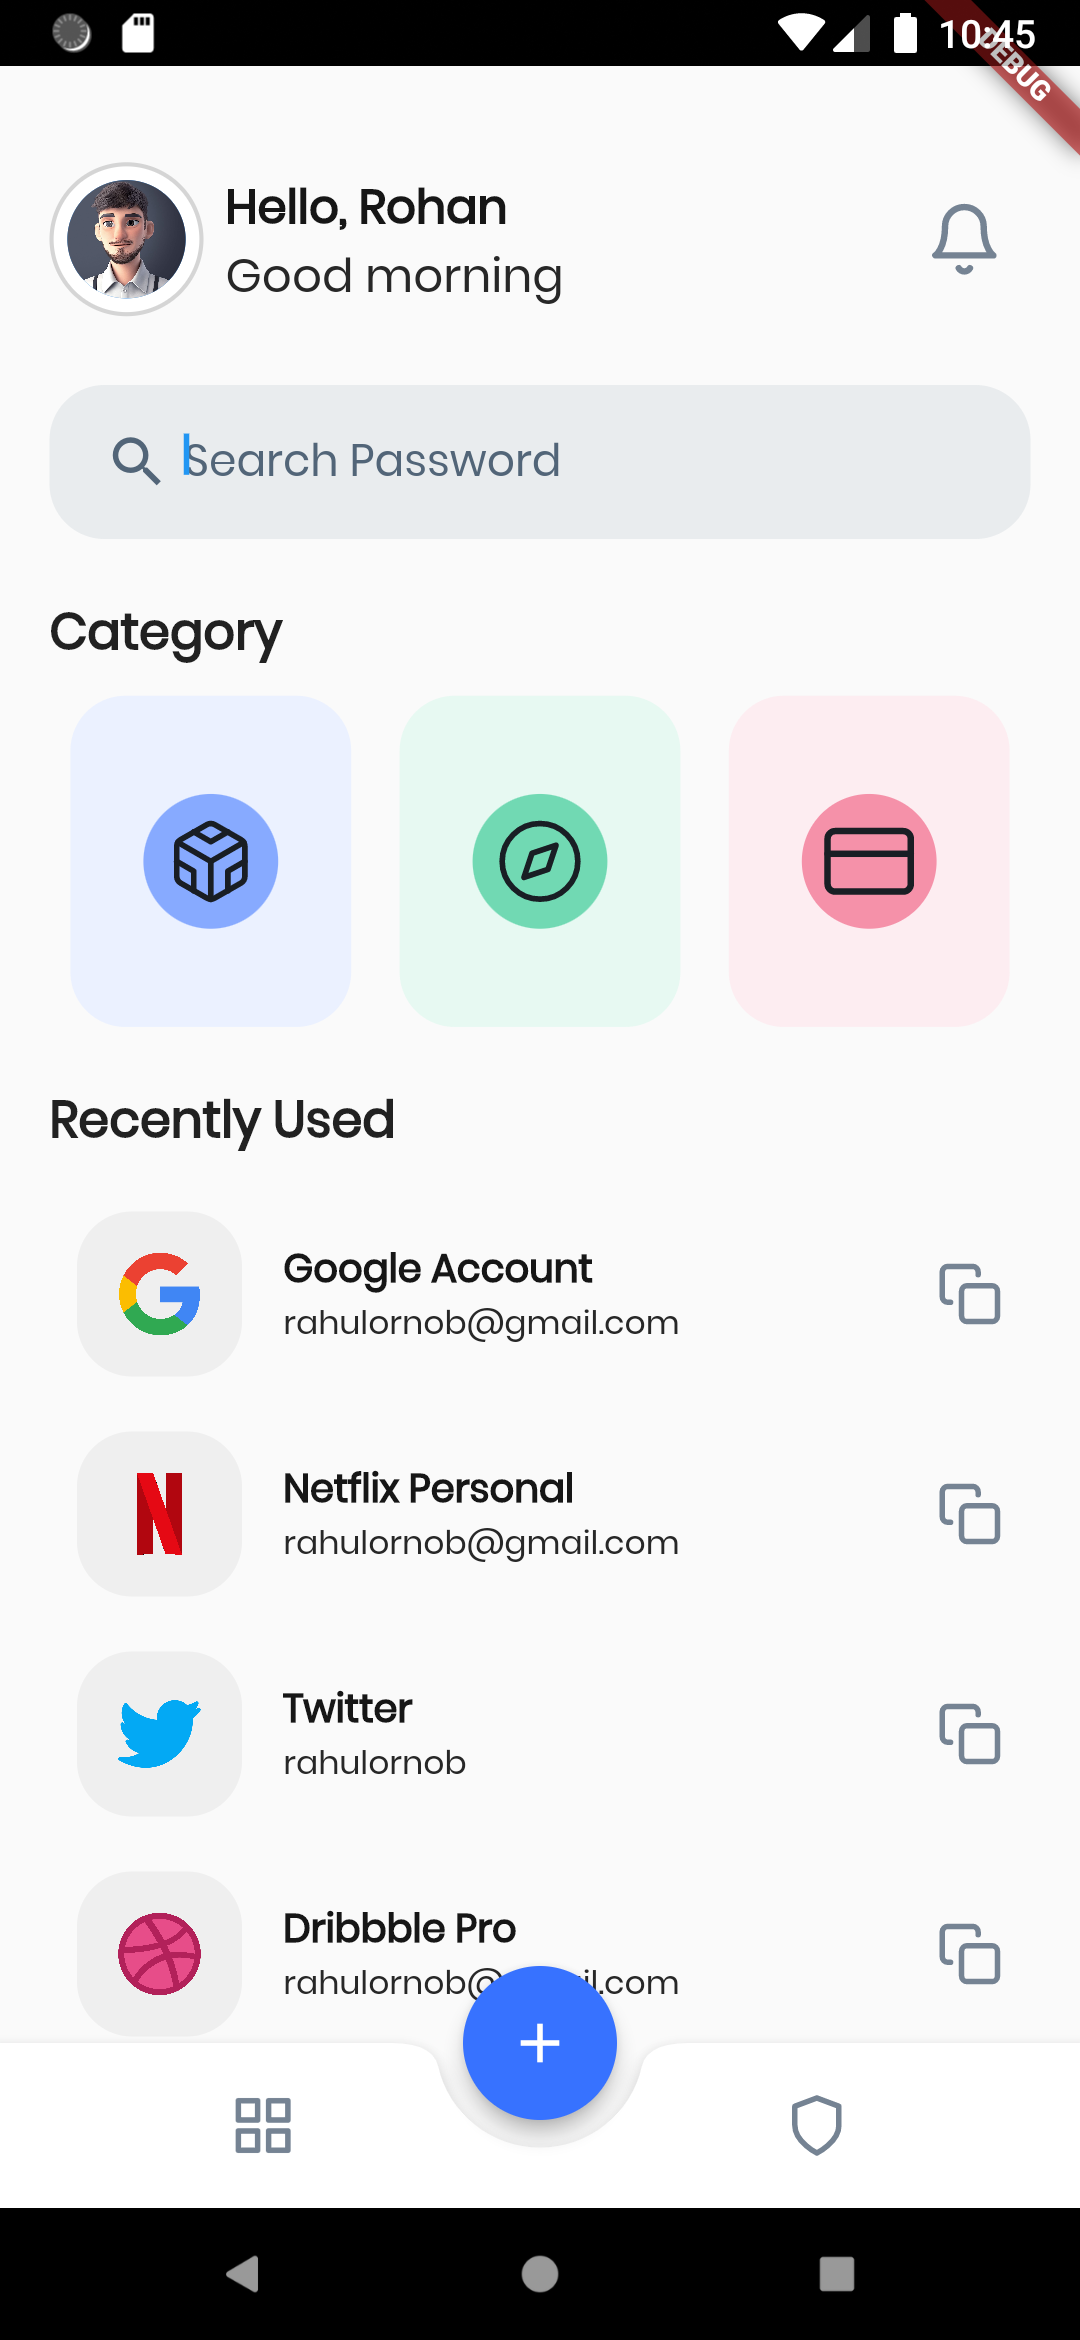 10:45
DEBUG
Hello, Rohan
Good morning
Search Password
Category
Recently Used
Google Account
rahulornob@gmail.com
Netflix Personal
rahulornob@gmail.com
Twitter
rahulornob
Dribbble Pro
rahulornob@ il.com